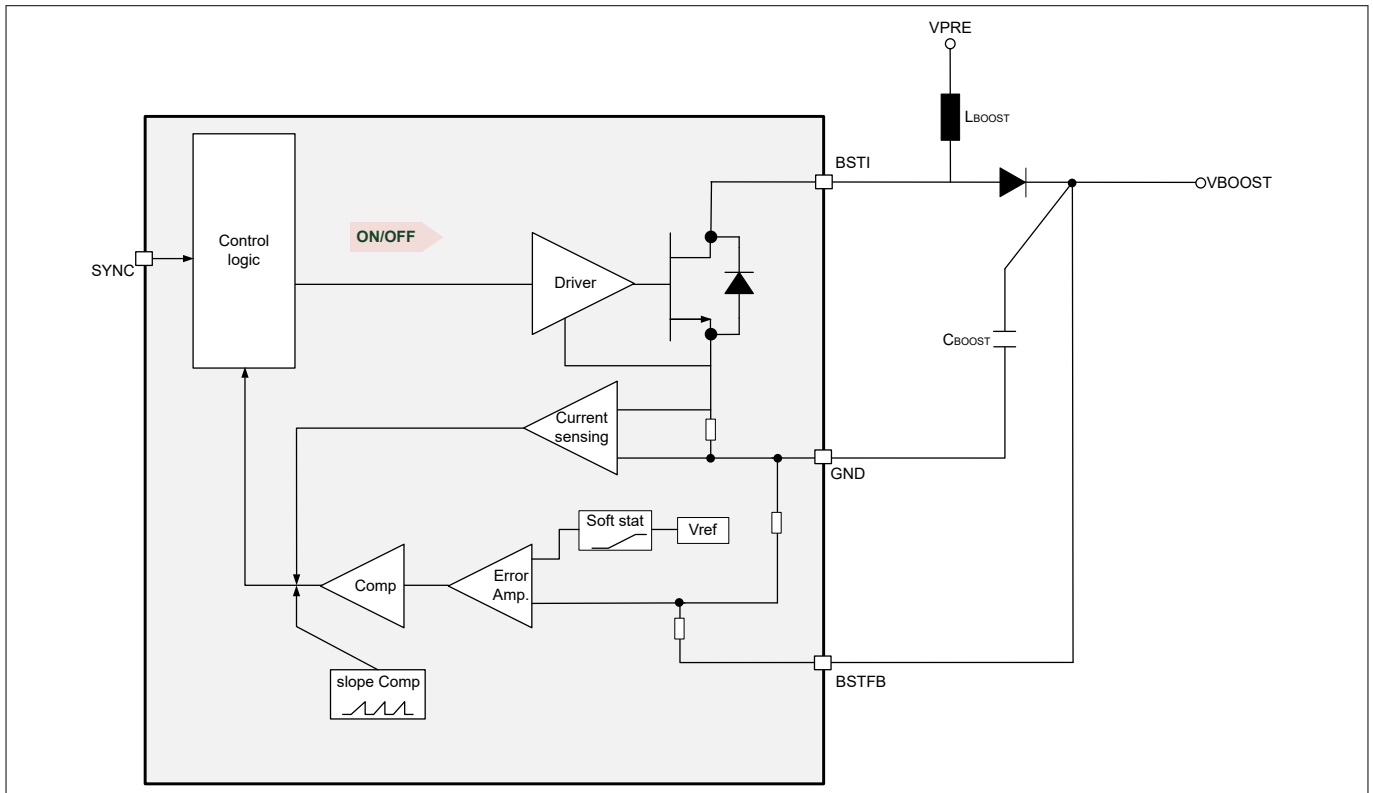 VPRE
LBOOST
BSTI
VBOOST
Control
logic
ON/OFF
SYNC
Driver
CBOOST
Current
sensing
GND
Soft stat
Vref
Error
Amp.
Comp
slope Comp
BSTFB